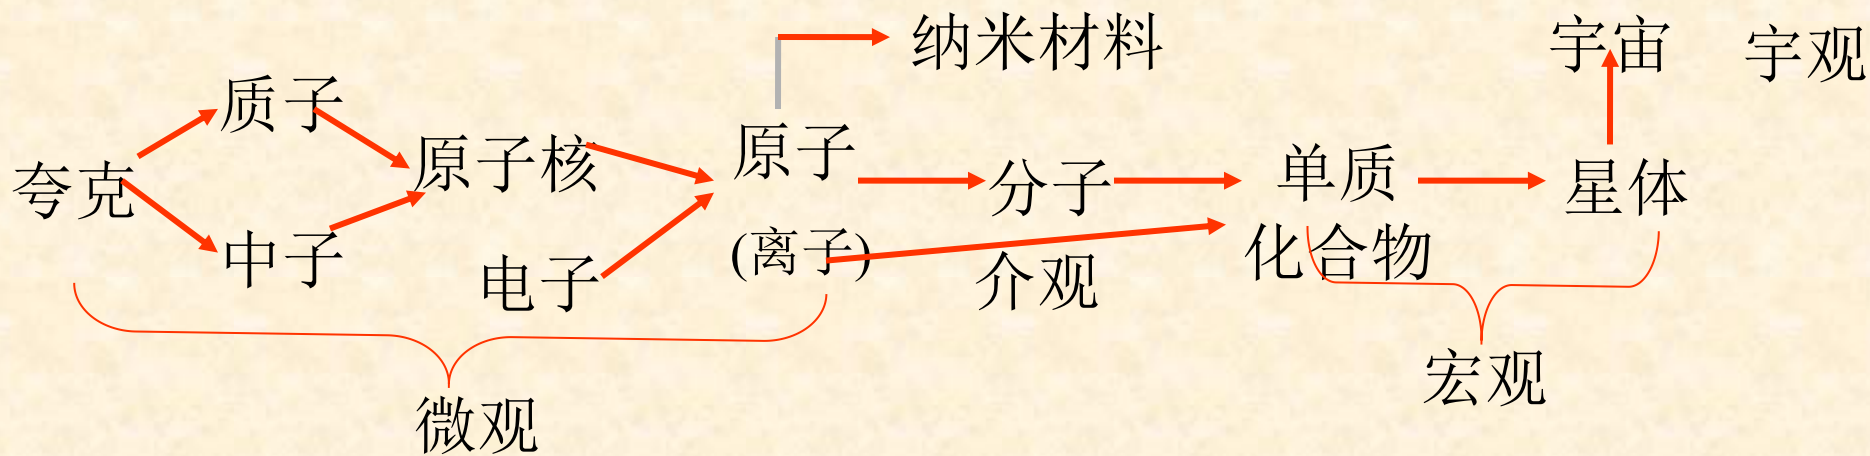 纳米材料
宇宙
宇观
质子
夸克
原子核
原子
分子
单质
星体
中子
电子
(离子)
介观
化合物
宏观
微观